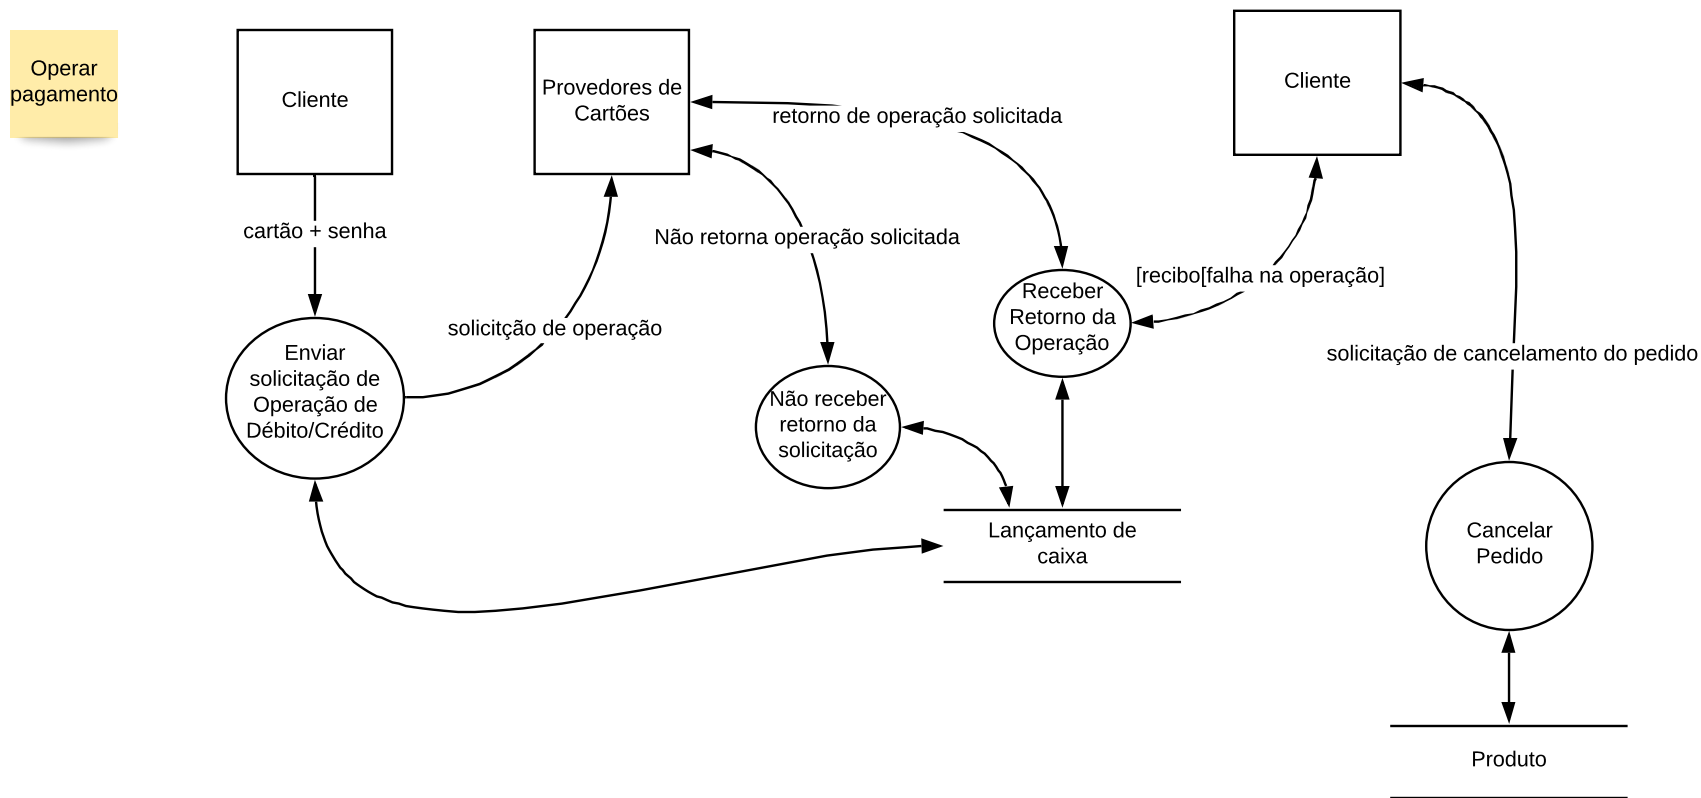 Operar
pagamento
Cliente
Provedores de
Cartões
Cliente
retorno de operação solicitada
cartão + senha
Não retorna operação solicitada
[recibo[falha na operação]
Receber
Retorno da
Operação
solicitção de operação
solicitação de cancelamento do pedido
Enviar
solicitação de
Operação de
Débito/Crédito
Não receber
retorno da
solicitação
Lançamento de
caixa
Cancelar
Pedido
Produto